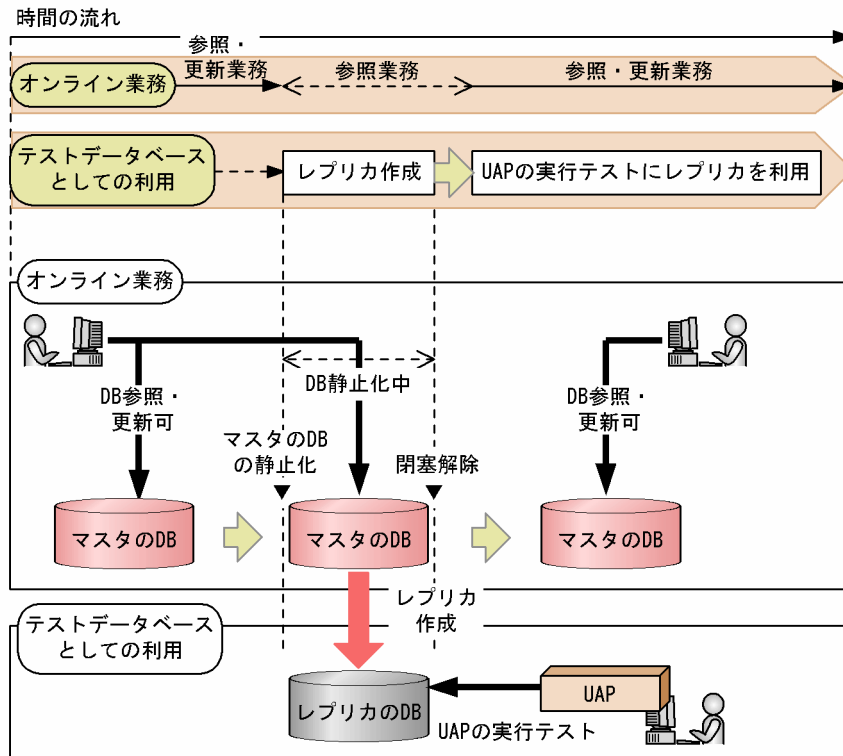 時間の流れ
参照・
更新業務
オンライン業務
参照業務
参照・更新業務
テストデータベース
としての利用
レプリカ作成
UAPの実行テストにレプリカを利用
オンライン業務
DB参照・
更新可
DB静止化中
マスタのDB
の静止化
閉塞解除
DB参照・
更新可
マスタのDB
マスタのDB
マスタのDB
レプリカ
作成
テストデータベース
としての利用
レプリカのDB
UAP
UAPの実行テスト